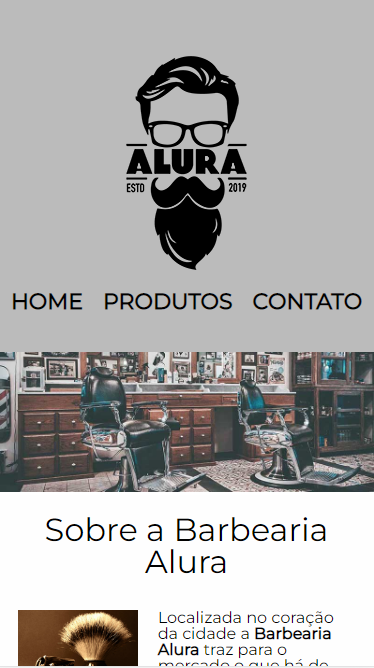 ALURA
ESTD 2019
HOME PRODUTOS CONTATO
Sobre a Barbearia
Alura
Localizada no coração
da cidade a Barbearia
Alura traz para o
mercado o que há de